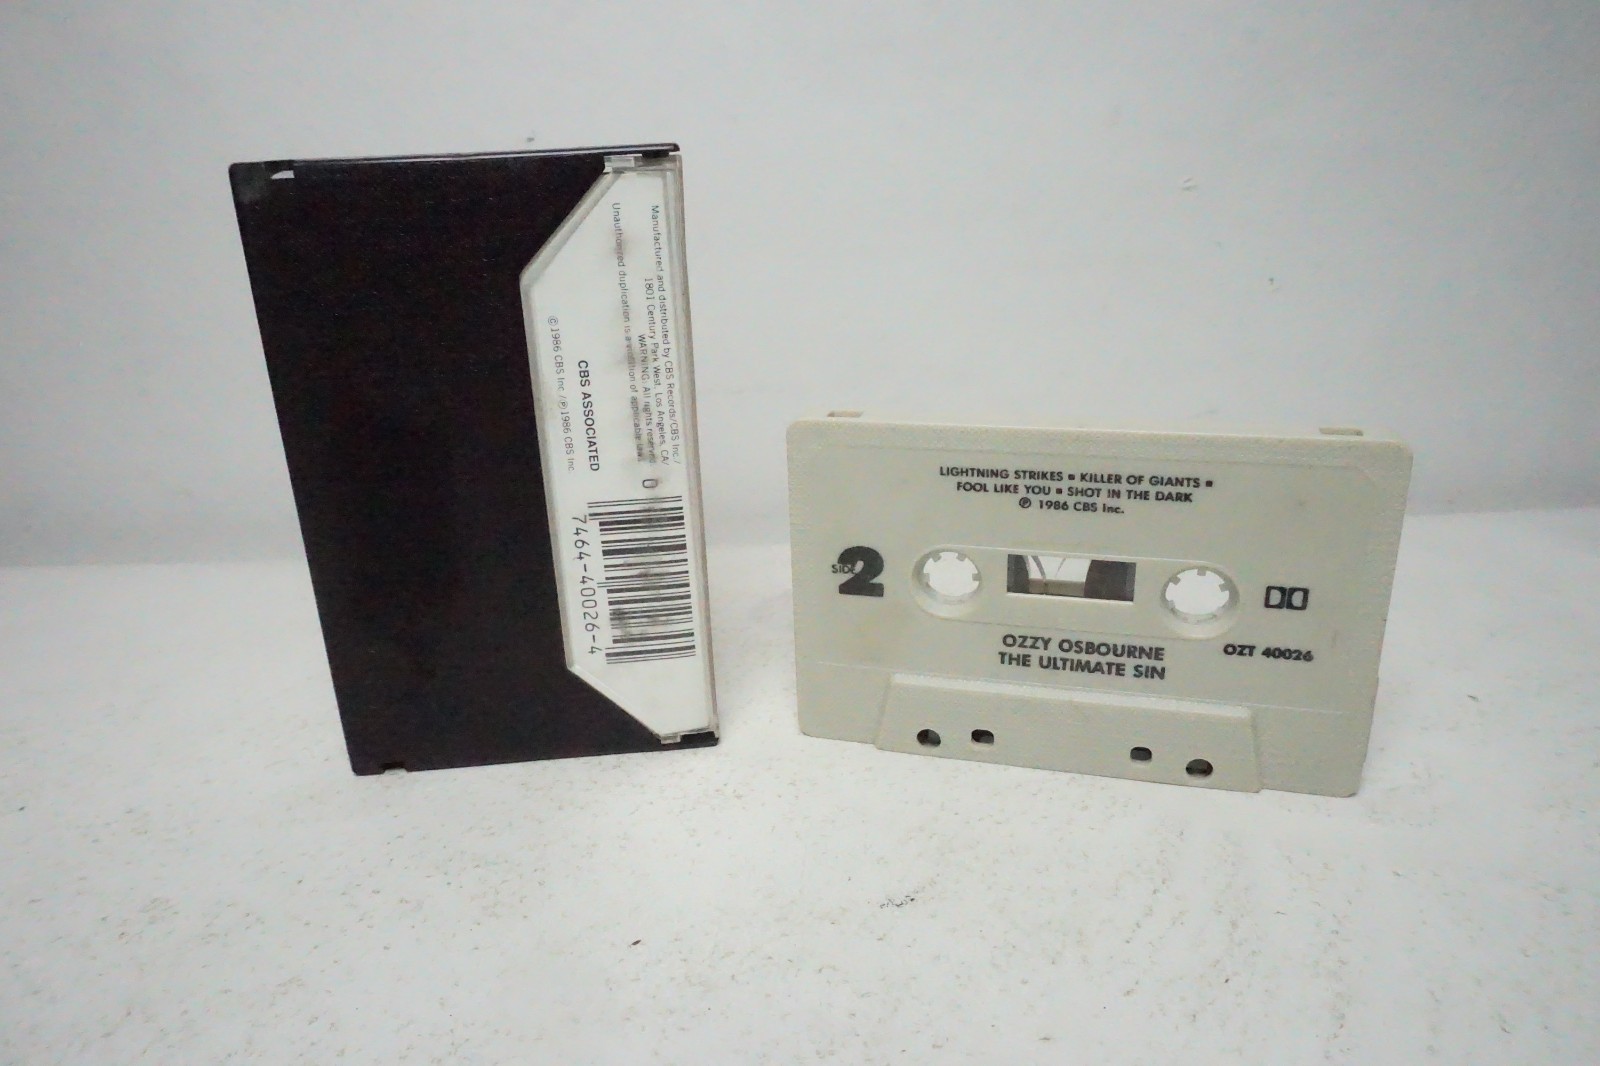 Manufactured and distributed by CBS Records/CBS Inc./
1801 Century Park West, Los Angeles, CA/
WARNING: All rights reserved
Unauthorized duplication is a violation of applicable laws
CBS ASSOCIATED
©1986 CBS Inc./℗1986 CBS Inc.
0
7464-40026-4
LIGHTNING STRIKES ▪ KILLER OF GIANTS ▪
FOOL LIKE YOU ▪ SHOT IN THE DARK
℗ 1986 CBS Inc.
SIDE 2
OZZY OSBOURNE
THE ULTIMATE SIN
OZT 40026